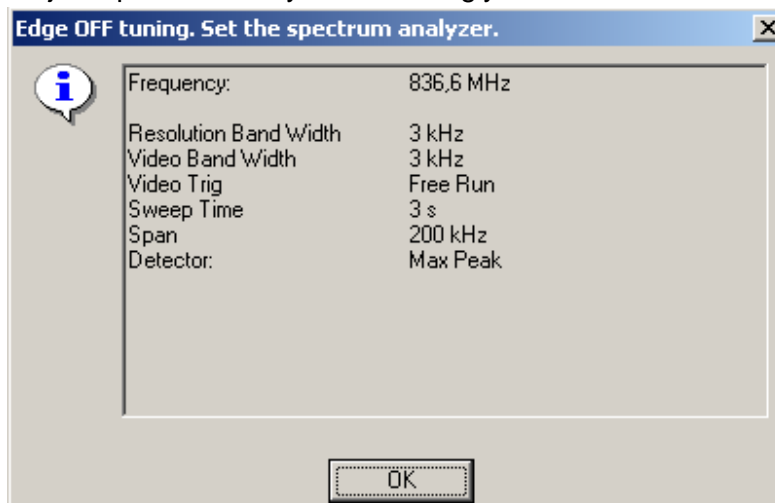 Edge OFF tuning. Set the spectrum analyzer.
Frequency: 836,6 MHz
Resolution Band Width 3 kHz
Video Band Width 3 kHz
Video Trig Free Run
Sweep Time 3 s
Span 200 kHz
Detector: Max Peak
OK